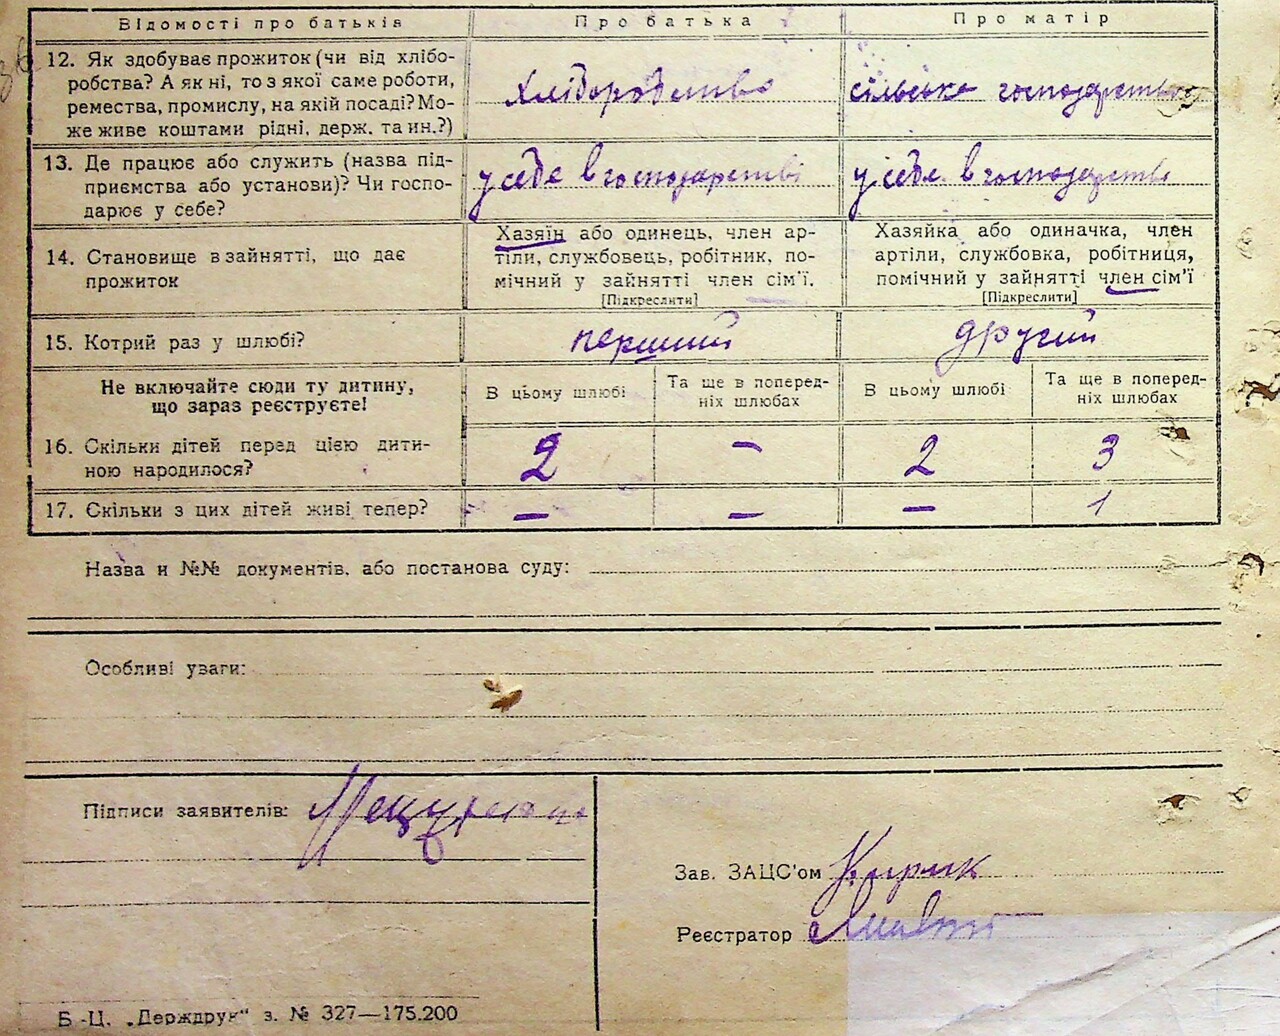 Відомості про батьків Про батька Про матір
12. Як здобуває прожиток (чи від хлібо-
робства? А як ні, то з якої саме роботи,
ремества, промислу, на якій посаді? Мо-
же живе коштами рідні, держ. та ин.?)
хліборобство сільське господарство
13. Де працює або служить (назва під-
приємства або установи)? Чи госпо-
дарює у себе?
у себе в господарстві у себе в господарстві
14. Становище в зайнятті, що дає
прожиток
Хазяїн або одинець, член ар-
тіли, службовець, робітник, по-
мічний у зайнятті член сім'ї.
[Підкреслити]
Хазяйка або одиначка, член
артіли, службовка, робітниця,
помічний у зайнятті член сім'ї
[Підкреслити]
15. Котрий раз у шлюбі? перший другий
Не включайте сюди ту дитину,
що зараз реєструєте!
В цьому шлюбі
Та ще в поперед-
ніх шлюбах
В цьому шлюбі
Та ще в поперед-
ніх шлюбах
16. Скільки дітей перед цією дити-
ною народилося?
2 — 2 3
17. Скільки з цих дітей живі тепер? — — — 1
Назва и №№ документів, або постанова суду:
Особливі уваги:
Підписи заявителів:
Зав. ЗАЦС'ом
Реєстратор
Б-Ц. „Держдрук" з. № 327—175.200